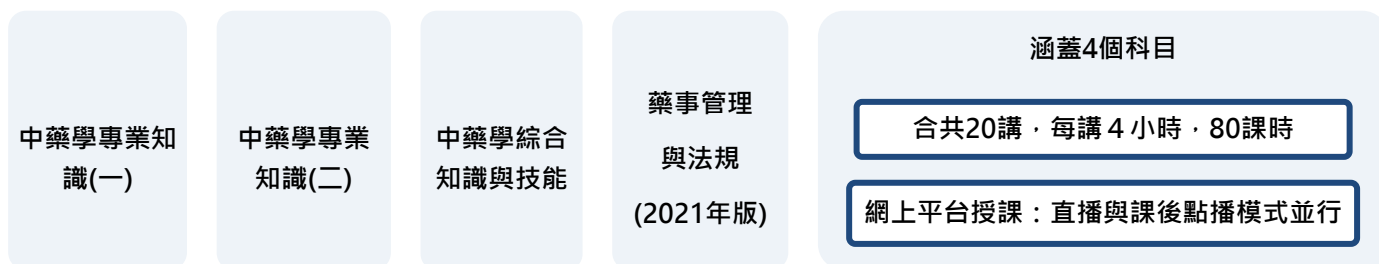 中藥學專業知
識(一)
中藥學專業
知識(二)
中藥學綜合
知識與技能
藥事管理
與法規
(2021年版)
涵蓋4個科目
合共20講，每講４小時，80課時
網上平台授課：直播與課後點播模式並行